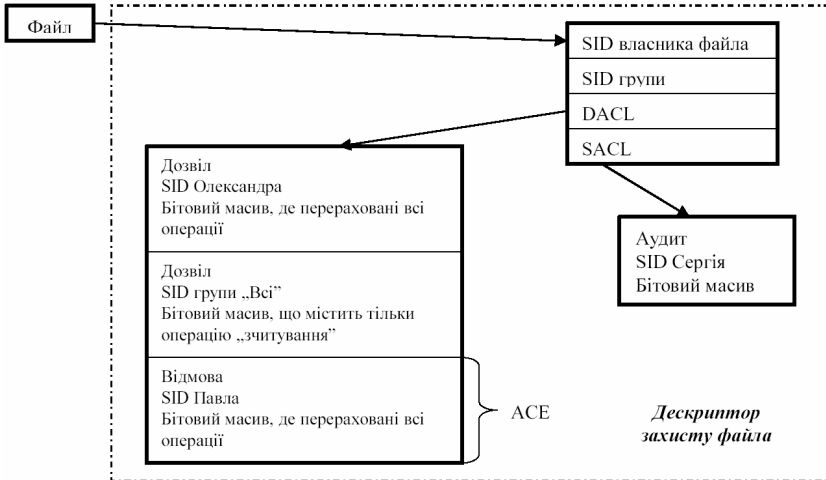 Файл
SID власника файла
SID групи
DACL
SACL
Дозвіл
SID Олександра
Бітовий масив, де перераховані всі
операції
Дозвіл
SID групи „Всі”
Бітовий масив, що містить тільки
операцію „зчитування”
Відмова
SID Павла
Бітовий масив, де перераховані всі
операції
ACE
Аудит
SID Сергія
Бітовий масив
Дескриптор
захисту файла